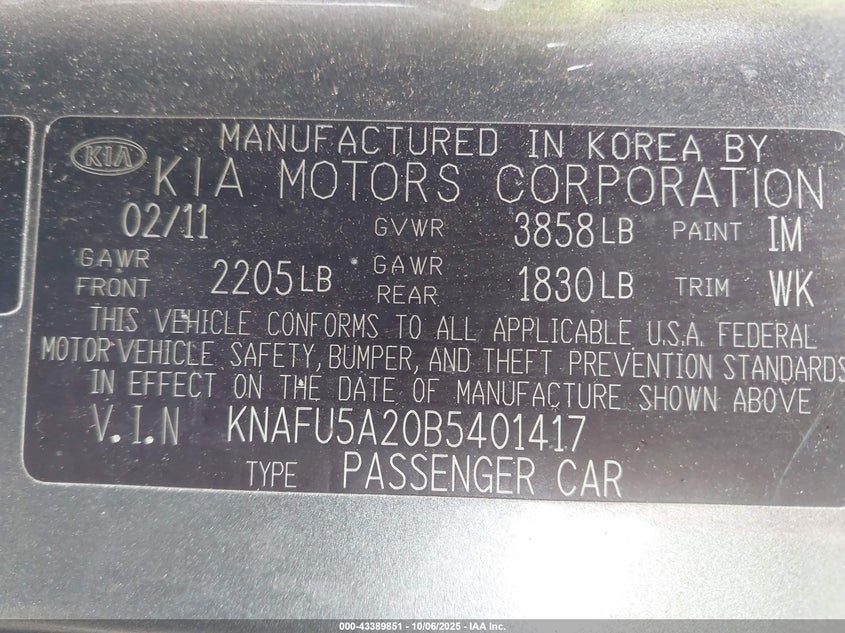 MANUFACTURED IN KOREA BY
KIA KIA MOTORS CORPORATION
02/11 GVWR 3858LB PAINT IM
GAWR FRONT 2205LB GAWR REAR 1830LB TRIM WK
THIS VEHICLE CONFORMS TO ALL APPLICABLE U.S.A. FEDERAL
MOTOR VEHICLE SAFETY, BUMPER, AND THEFT PREVENTION STANDARDS
IN EFFECT ON THE DATE OF MANUFACTURE SHOWN ABOVE
V.I.N KNAFU5A20B5401417
TYPE PASSENGER CAR
000-43389851 - 10/06/2025 - IAA Inc.